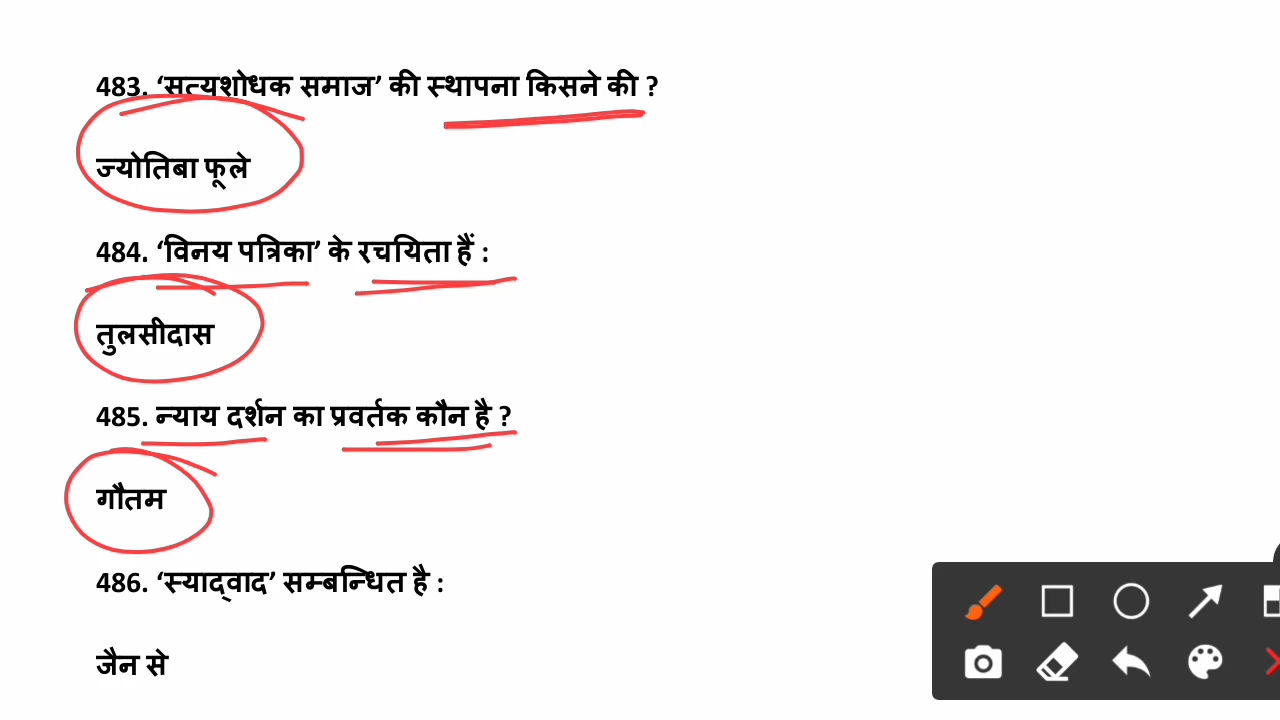 483. ‘सत्यशोधक समाज’ की स्थापना किसने की ?
ज्योतिबा फूले
484. ‘विनय पत्रिका’ के रचयिता हैं :
तुलसीदास
485. न्याय दर्शन का प्रवर्तक कौन है ?
गौतम
486. ‘स्याद्‌वाद’ सम्बन्धित है :
जैन से